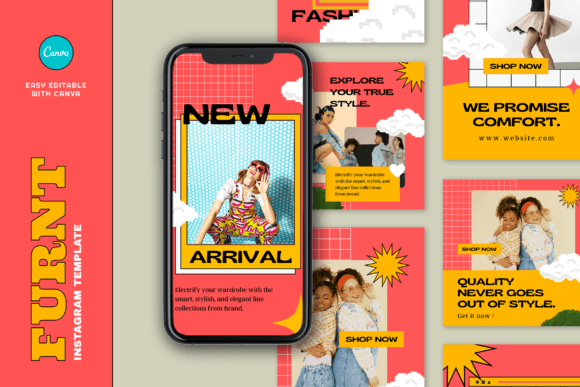 Canva
EASY EDITABLE
WITH CANVA
FURNT
INSTAGRAM TEMPLATE
NEW
ARRIVAL
Electrify your wardrobe with the
smart, stylish, and elegant line
collections from Brand.
EXPLORE
YOUR TRUE
STYLE.
Electrify your wardrobe
with the smart, stylish, and
elegant line collections
from Brand.
SHOP NOW
SHOP NOW
WE PROMISE
COMFORT.
www.website.com
SHOP NOW
QUALITY
NEVER GOES
OUT OF STYLE.
Get it now !